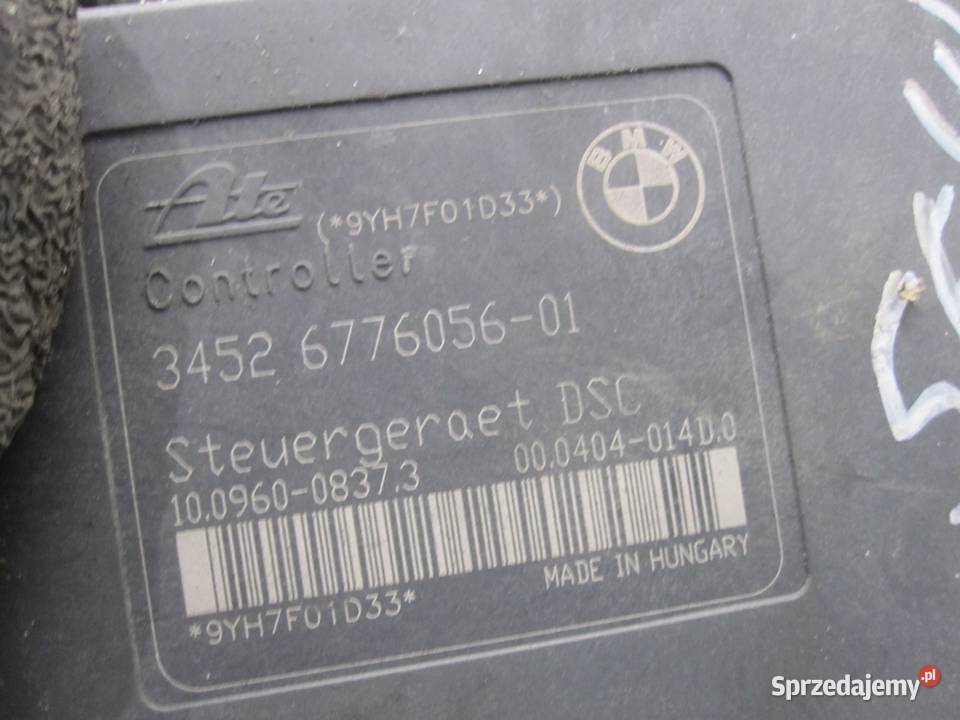 Ate
(*9YH7F01D33*)
BMW
Controller
3452 6776056-01
Steuergeraet DSC
10.0960-0837.3
00.0404-014D.0
MADE IN HUNGARY
*9YH7F01D33*
Sprzedajemy.pl